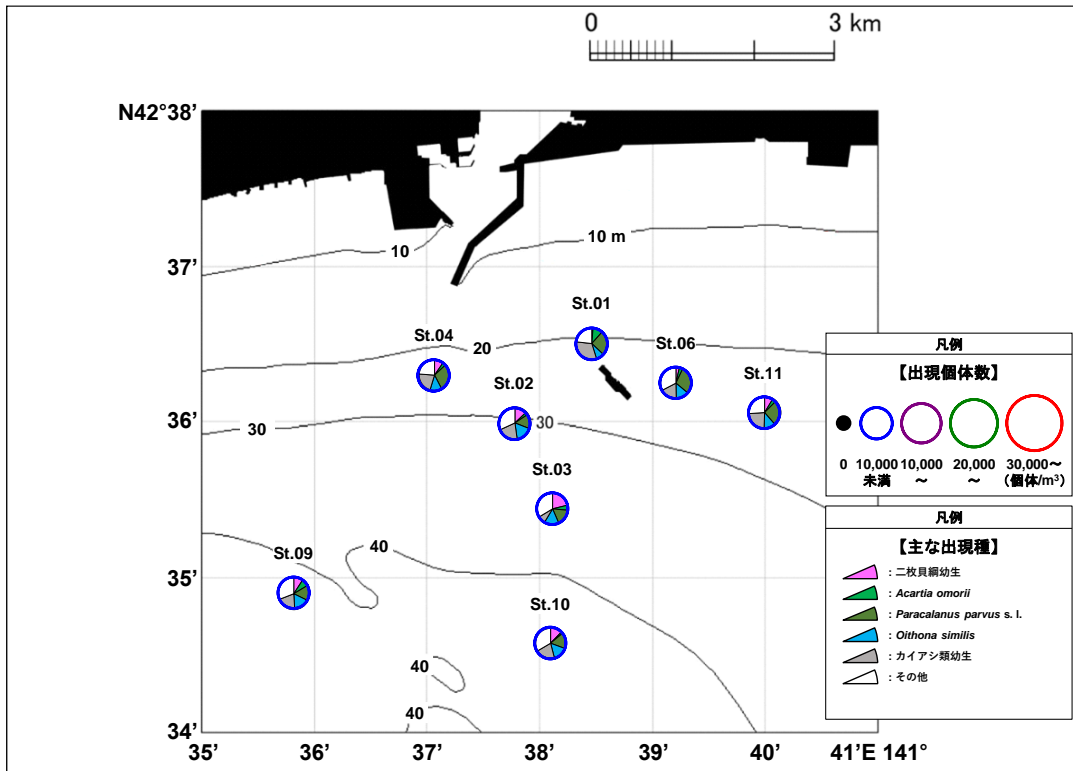 0 3 km
N42°38′
10
10 m
37′
St.01
St.04
20
St.06
St.11
St.02
36′
30
30
St.03
St.09
40
35′
St.10
40
40
34′
35′ 36′ 37′ 38′ 39′ 40′ 41′E 141°
凡例
【出現個体数】
0 10,000 10,000 20,000 30,000～
未満 ～ ～ （個体/m³）
凡例
【主な出現種】
：二枚貝綱幼生
：Acartia omorii
：Paracalanus parvus s. l.
：Oithona similis
：カイアシ類幼生
：その他